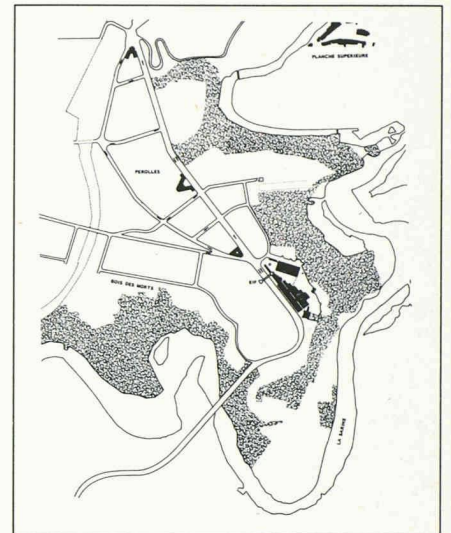 PLANCHE SUPERIEURE
PEROLLES
EIF
BOIS DES MORTS
LA SARINE